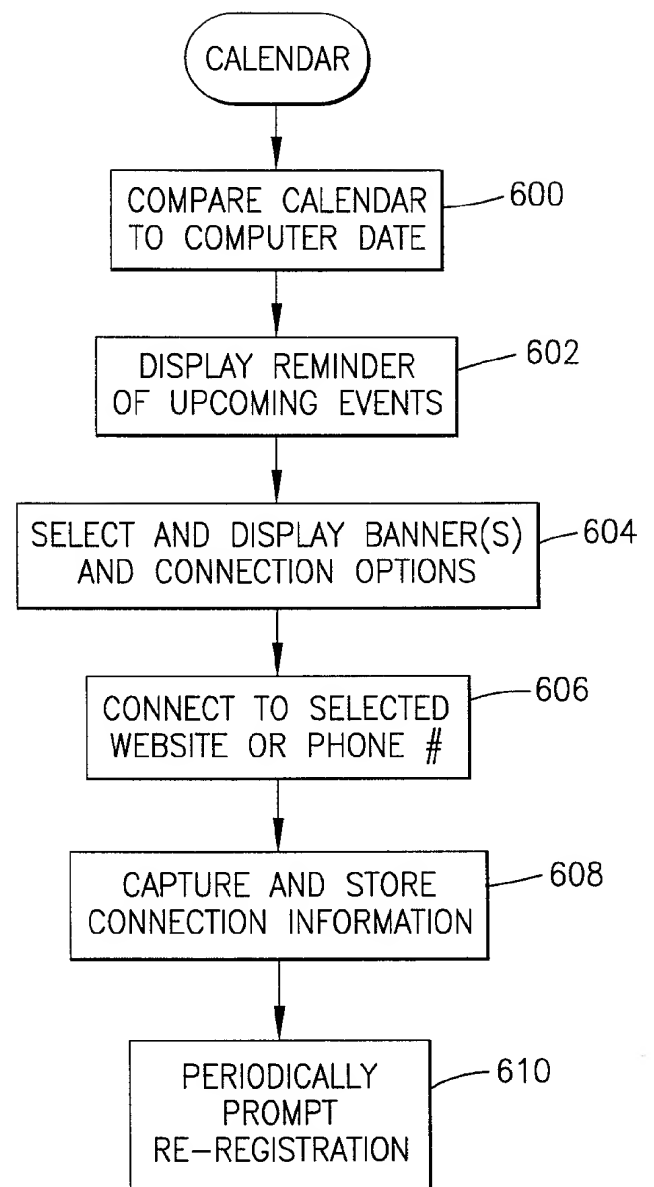 CALENDAR
COMPARE CALENDAR
TO COMPUTER DATE
600
DISPLAY REMINDER
OF UPCOMING EVENTS
602
SELECT AND DISPLAY BANNER(S)
AND CONNECTION OPTIONS
604
CONNECT TO SELECTED
WEBSITE OR PHONE #
606
CAPTURE AND STORE
CONNECTION INFORMATION
608
PERIODICALLY
PROMPT
RE-REGISTRATION
610